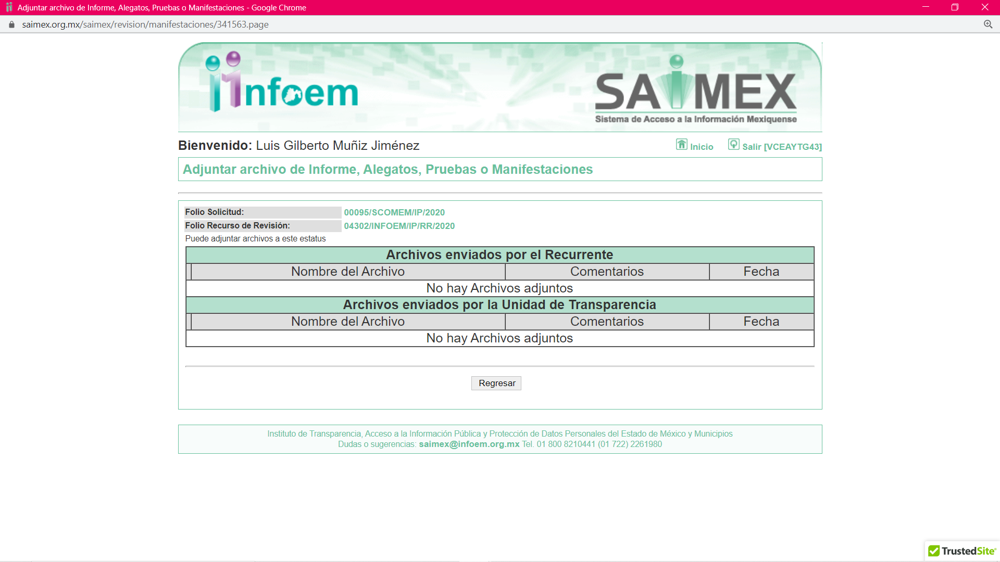 Adjuntar archivo de Informe, Alegatos, Pruebas o Manifestaciones - Google Chrome
saimex.org.mx/saimex/revision/manifestaciones/341563.page
infoem
SAIMEX
Sistema de Acceso a la Información Mexiquense
Bienvenido: Luis Gilberto Muñiz Jiménez
Inicio
Salir [VCEAYTG43]
Adjuntar archivo de Informe, Alegatos, Pruebas o Manifestaciones
Folio Solicitud: 00095/SCOMEM/IP/2020
Folio Recurso de Revisión: 04302/INFOEM/IP/RR/2020
Puede adjuntar archivos a este estatus
Archivos enviados por el Recurrente
Nombre del Archivo Comentarios Fecha
No hay Archivos adjuntos
Archivos enviados por la Unidad de Transparencia
Nombre del Archivo Comentarios Fecha
No hay Archivos adjuntos
Regresar
Instituto de Transparencia, Acceso a la Información Pública y Protección de Datos Personales del Estado de México y Municipios
Dudas o sugerencias: saimex@infoem.org.mx Tel. 01 800 8210441 (01 722) 2261980
TrustedSite